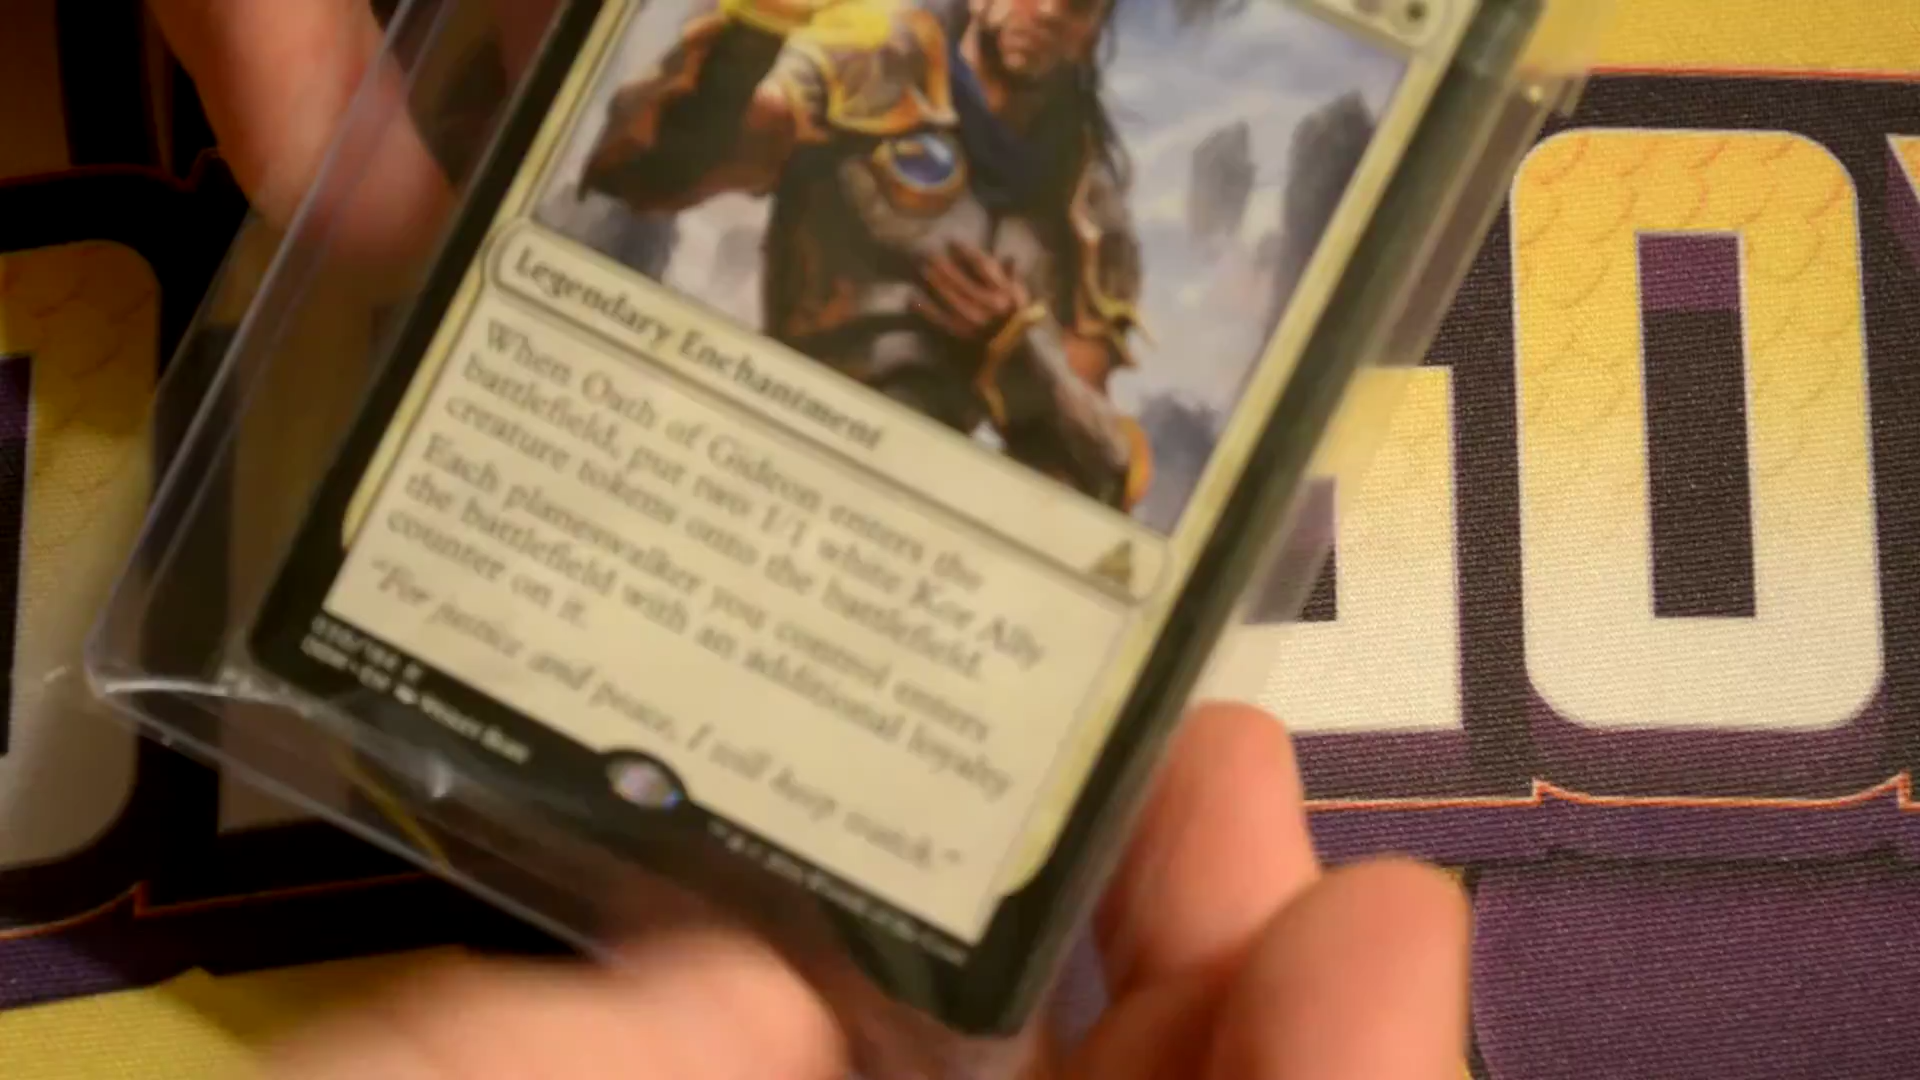 Legendary Enchantment
When Oath of Gideon enters the
battlefield, put two 1/1 white Kor Ally
creature tokens onto the battlefield.
Each planeswalker you control enters
the battlefield with an additional loyalty
counter on it.
"For justice and peace, I will keep watch."